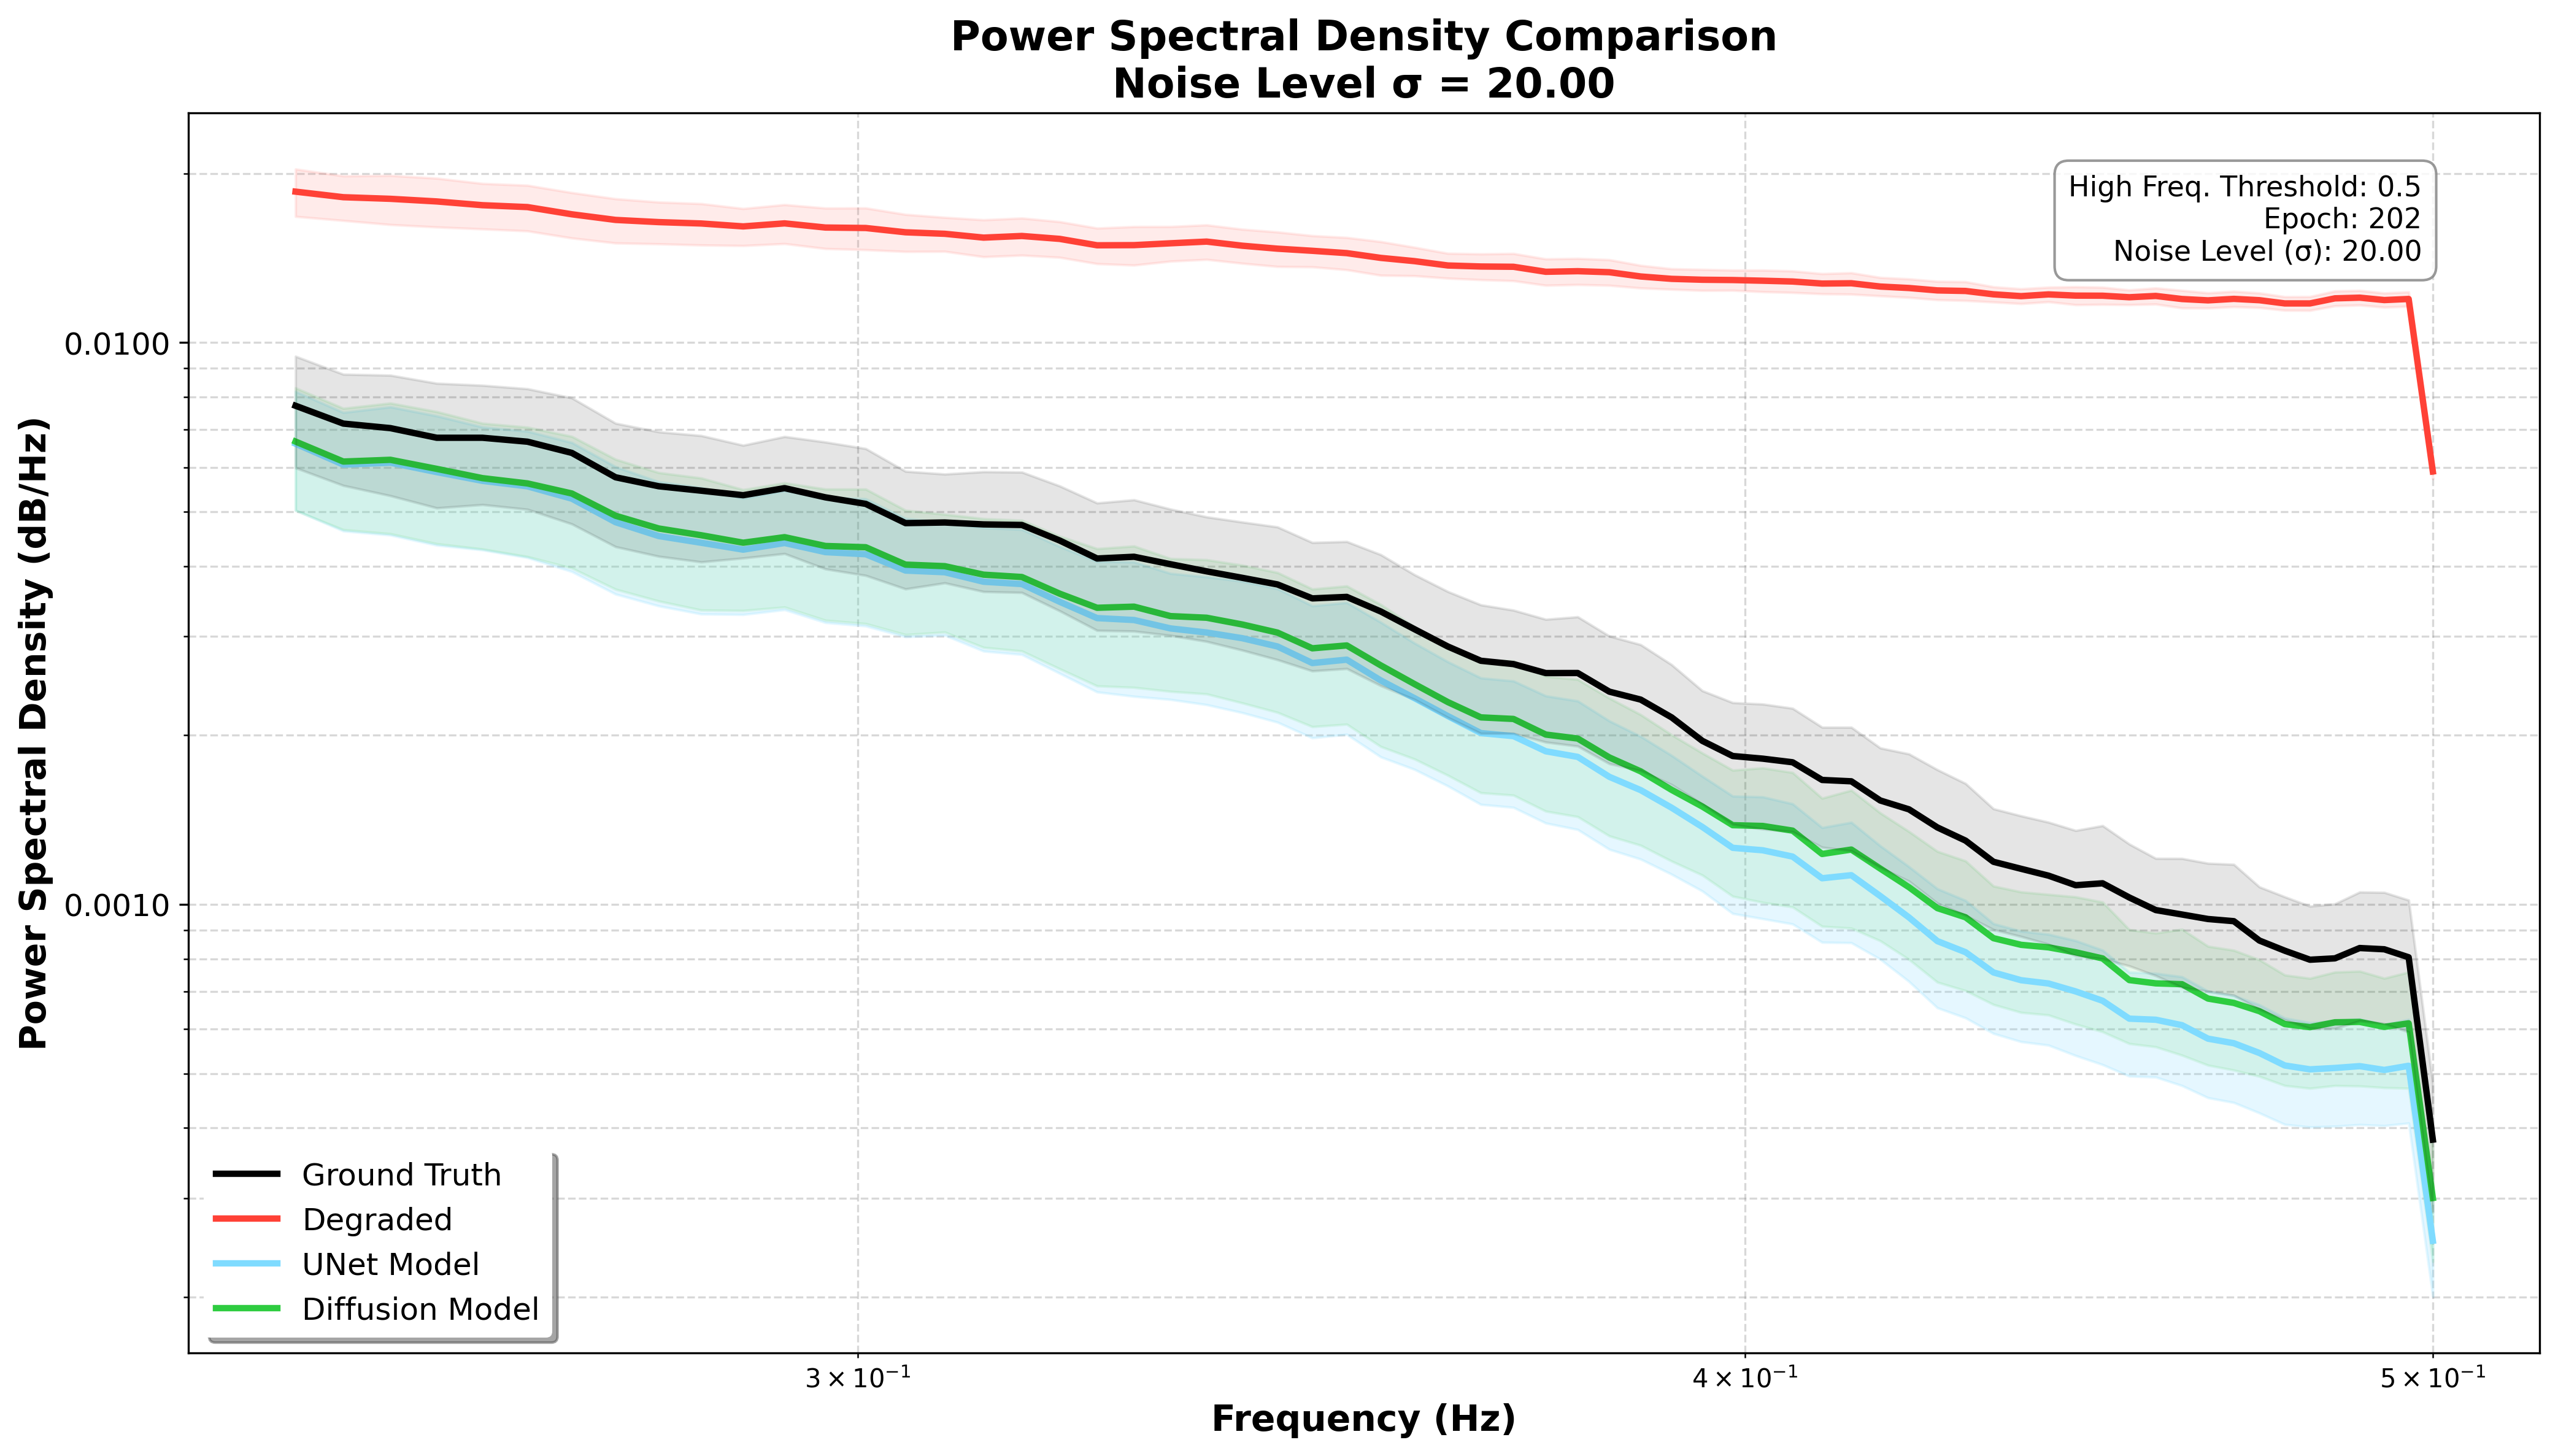 Power Spectral Density Comparison
Noise Level σ = 20.00
High Freq. Threshold: 0.5
Epoch: 202
Noise Level (σ): 20.00
Power Spectral Density (dB/Hz)
0.0100
0.0010
Ground Truth
Degraded
UNet Model
Diffusion Model
3 × 10⁻¹
4 × 10⁻¹
5 × 10⁻¹
Frequency (Hz)